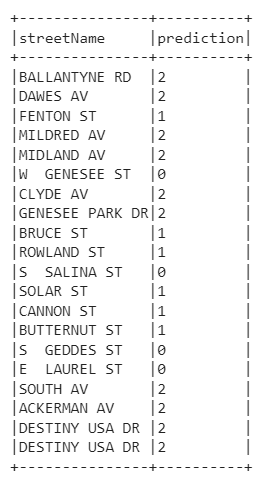 +---------------+----------+
|streetName     |prediction|
+---------------+----------+
|BALLANTYNE RD  |2         |
|DAWES AV       |2         |
|FENTON ST      |1         |
|MILDRED AV     |2         |
|MIDLAND AV     |2         |
|W  GENESEE ST  |0         |
|CLYDE AV       |2         |
|GENESEE PARK DR|2         |
|BRUCE ST       |1         |
|ROWLAND ST     |1         |
|S  SALINA ST   |0         |
|SOLAR ST       |1         |
|CANNON ST      |1         |
|BUTTERNUT ST   |1         |
|S  GEDDES ST   |0         |
|E  LAUREL ST   |0         |
|SOUTH AV       |2         |
|ACKERMAN AV    |2         |
|DESTINY USA DR |2         |
|DESTINY USA DR |2         |
+---------------+----------+